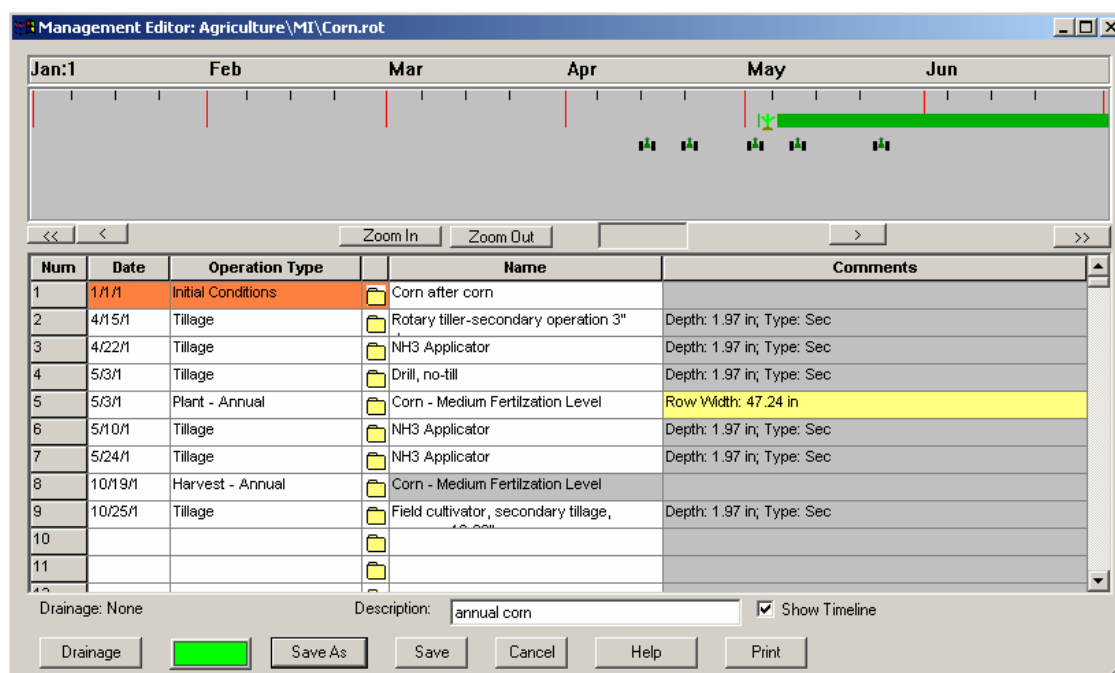 Management Editor: Agriculture\MI\Corn.rot
Jan:1 Feb Mar Apr May Jun
<< < Zoom In Zoom Out > >>
Num Date Operation Type Name Comments
1 1/1/1 Initial Conditions Corn after corn
2 4/15/1 Tillage Rotary tiller-secondary operation 3" Depth: 1.97 in; Type: Sec
3 4/22/1 Tillage NH3 Applicator Depth: 1.97 in; Type: Sec
4 5/3/1 Tillage Drill, no-till Depth: 1.97 in; Type: Sec
5 5/3/1 Plant - Annual Corn - Medium Fertilzation Level Row Width: 47.24 in
6 5/10/1 Tillage NH3 Applicator Depth: 1.97 in; Type: Sec
7 5/24/1 Tillage NH3 Applicator Depth: 1.97 in; Type: Sec
8 10/19/1 Harvest - Annual Corn - Medium Fertilzation Level
9 10/25/1 Tillage Field cultivator, secondary tillage, Depth: 1.97 in; Type: Sec
10
11
Drainage: None Description: annual corn Show Timeline
Drainage Save As Save Cancel Help Print